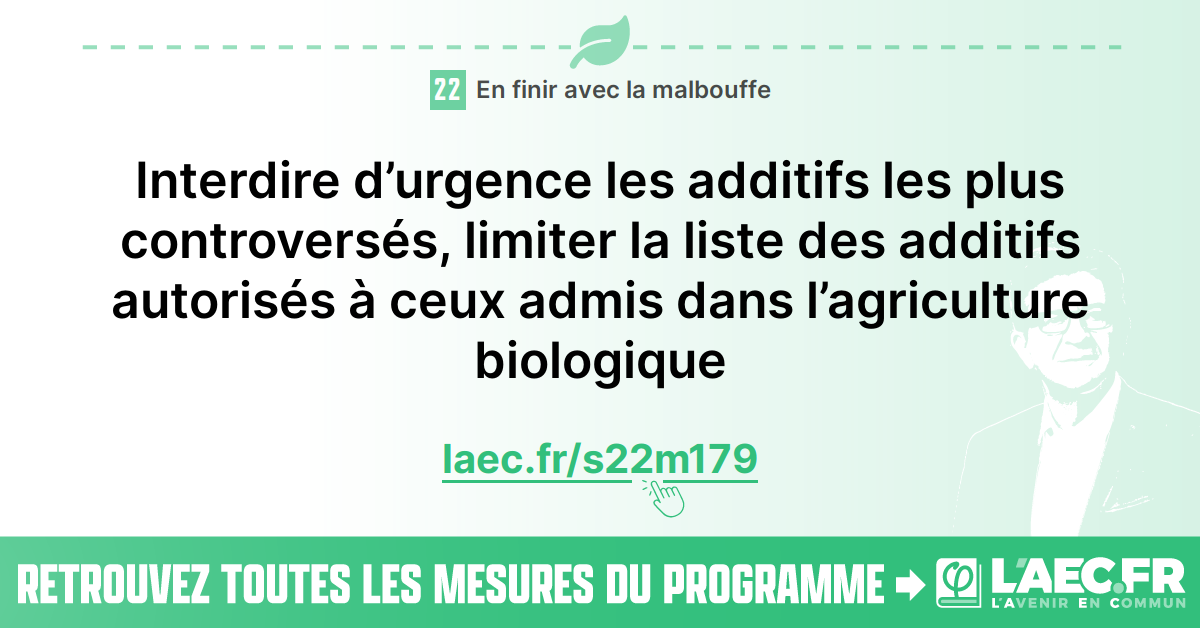 22 En finir avec la malbouffe
Interdire d’urgence les additifs les plus
controversés, limiter la liste des additifs
autorisés à ceux admis dans l’agriculture
biologique
laec.fr/s22m179
RETROUVEZ TOUTES LES MESURES DU PROGRAMME
φ L'AEC.FR
L'AVENIR EN COMMUN